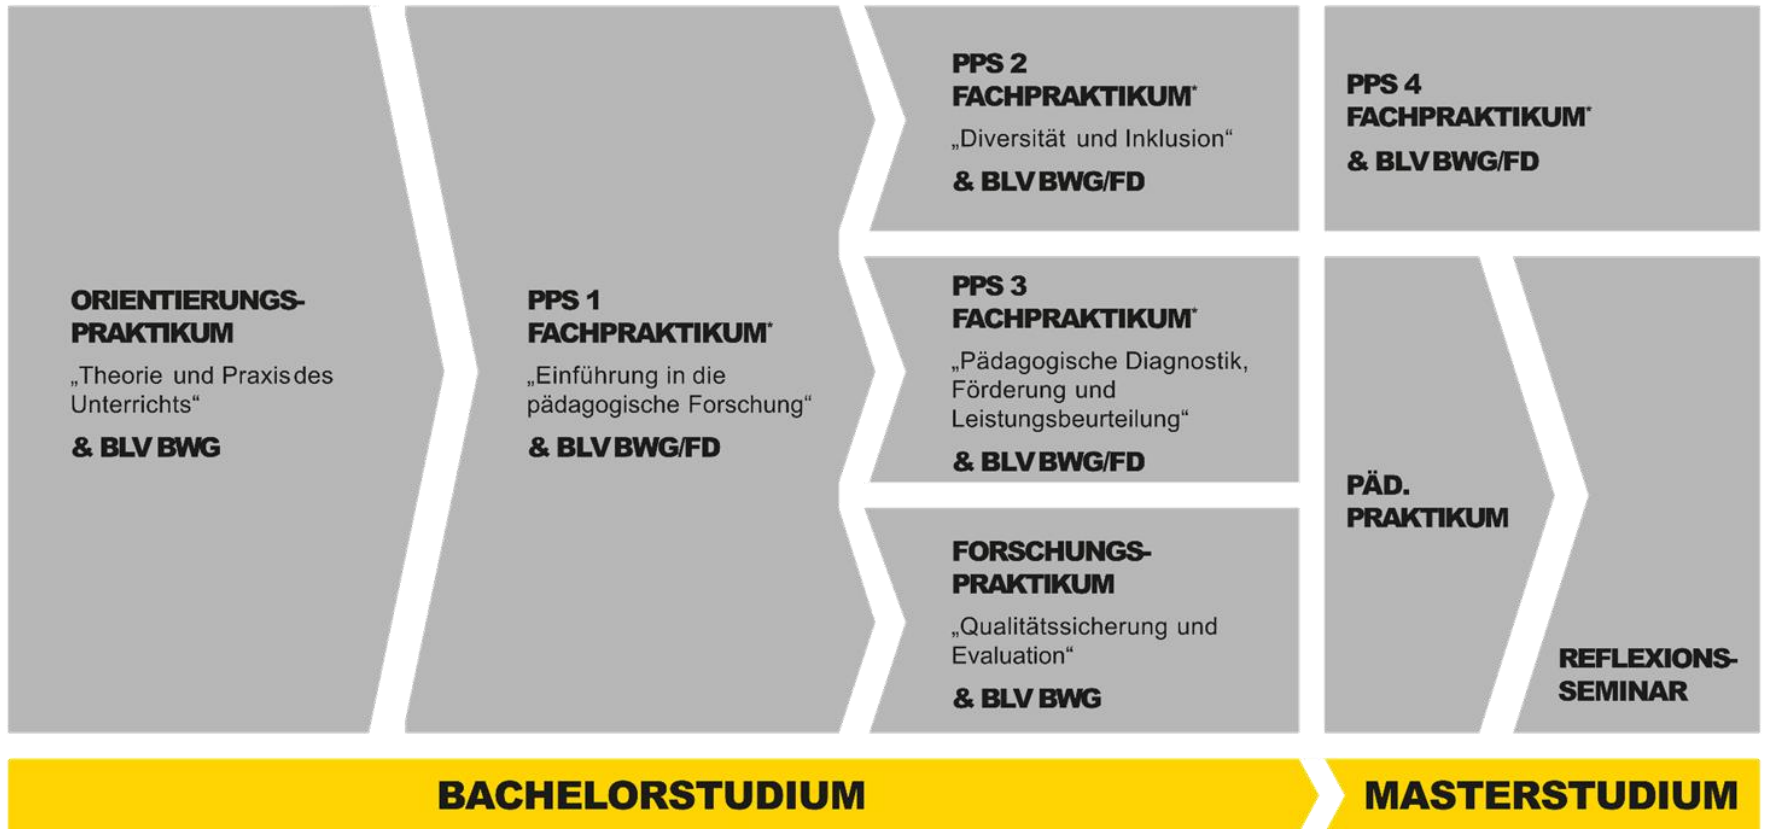 ORIENTIERUNGS-
PRAKTIKUM
„Theorie und Praxis des
Unterrichts“
& BLV BWG
PPS 1
FACHPRAKTIKUM*
„Einführung in die
pädagogische Forschung“
& BLV BWG/FD
PPS 2
FACHPRAKTIKUM*
„Diversität und Inklusion“
& BLV BWG/FD
PPS 3
FACHPRAKTIKUM*
„Pädagogische Diagnostik,
Förderung und
Leistungsbeurteilung“
& BLV BWG/FD
FORSCHUNGS-
PRAKTIKUM
„Qualitätssicherung und
Evaluation“
& BLV BWG
PPS 4
FACHPRAKTIKUM*
& BLV BWG/FD
PÄD.
PRAKTIKUM
REFLEXIONS-
SEMINAR
BACHELORSTUDIUM
MASTERSTUDIUM